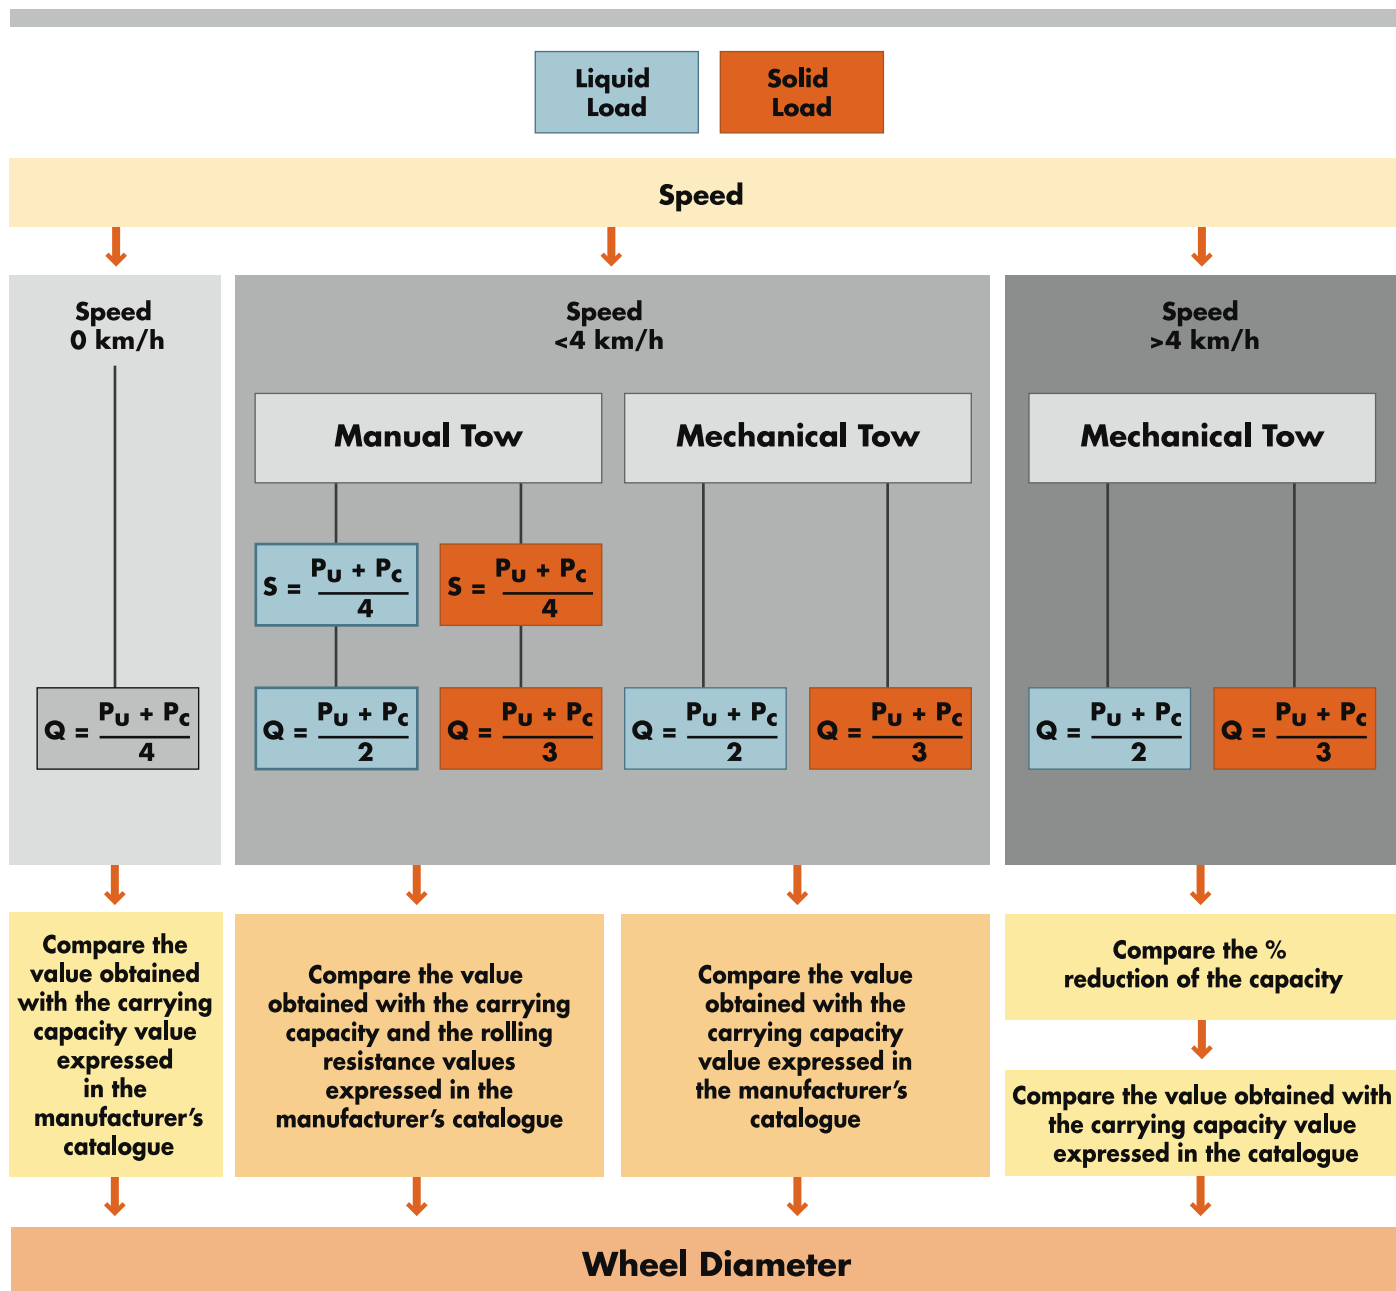 Liquid
Load
Solid
Load
Speed
Speed
0 km/h
Speed
<4 km/h
Speed
>4 km/h
Manual Tow
Mechanical Tow
Mechanical Tow
S = PU + PC
4
S = PU + PC
4
Q = PU + PC
4
Q = PU + PC
2
Q = PU + PC
3
Q = PU + PC
2
Q = PU + PC
3
Q = PU + PC
2
Q = PU + PC
3
Compare the
value obtained
with the carrying
capacity value
expressed
in the
manufacturer’s
catalogue
Compare the value
obtained with the carrying
capacity and the rolling
resistance values
expressed in the
manufacturer’s catalogue
Compare the value
obtained with the
carrying capacity
value expressed in
the manufacturer’s
catalogue
Compare the %
reduction of the capacity
Compare the value obtained with
the carrying capacity value
expressed in the catalogue
Wheel Diameter